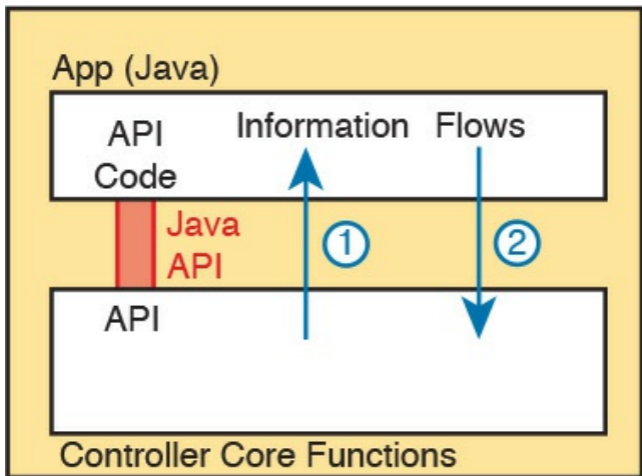 App (Java)
API
Code
Information
Flows
Java
API
1
2
API
Controller Core Functions